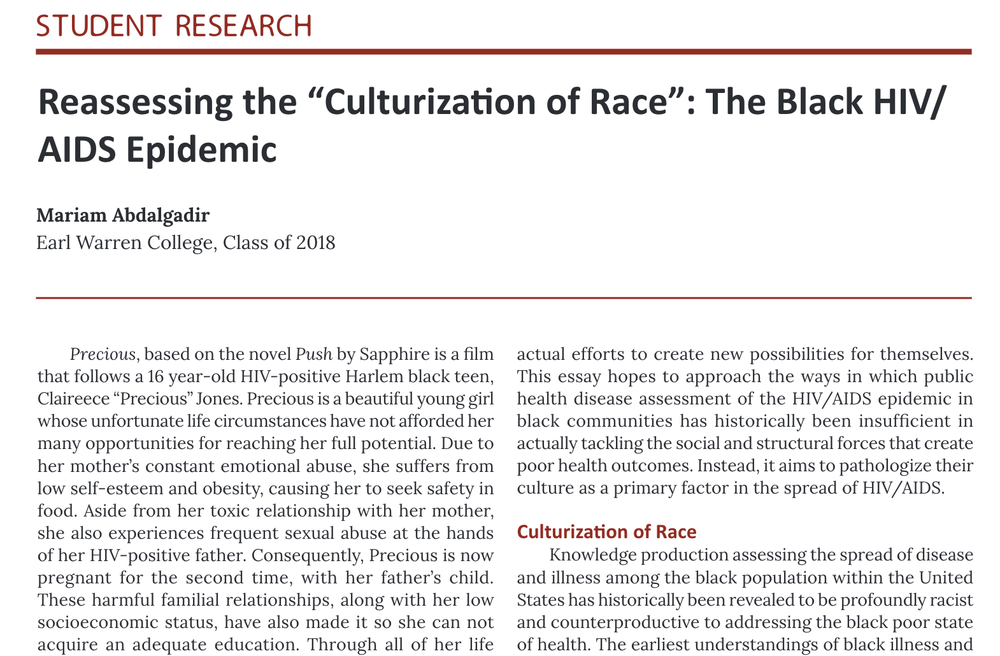 STUDENT RESEARCH
Reassessing the “Culturization of Race”: The Black HIV/
AIDS Epidemic
Mariam Abdalgadir
Earl Warren College, Class of 2018
Precious, based on the novel Push by Sapphire is a film
that follows a 16 year-old HIV-positive Harlem black teen,
Claireece “Precious” Jones. Precious is a beautiful young girl
whose unfortunate life circumstances have not afforded her
many opportunities for reaching her full potential. Due to
her mother’s constant emotional abuse, she suffers from
low self-esteem and obesity, causing her to seek safety in
food. Aside from her toxic relationship with her mother,
she also experiences frequent sexual abuse at the hands
of her HIV-positive father. Consequently, Precious is now
pregnant for the second time, with her father’s child.
These harmful familial relationships, along with her low
socioeconomic status, have also made it so she can not
acquire an adequate education. Through all of her life
actual efforts to create new possibilities for themselves.
This essay hopes to approach the ways in which public
health disease assessment of the HIV/AIDS epidemic in
black communities has historically been insufficient in
actually tackling the social and structural forces that create
poor health outcomes. Instead, it aims to pathologize their
culture as a primary factor in the spread of HIV/AIDS.
Culturization of Race
Knowledge production assessing the spread of disease
and illness among the black population within the United
States has historically been revealed to be profoundly racist
and counterproductive to addressing the black poor state
of health. The earliest understandings of black illness and